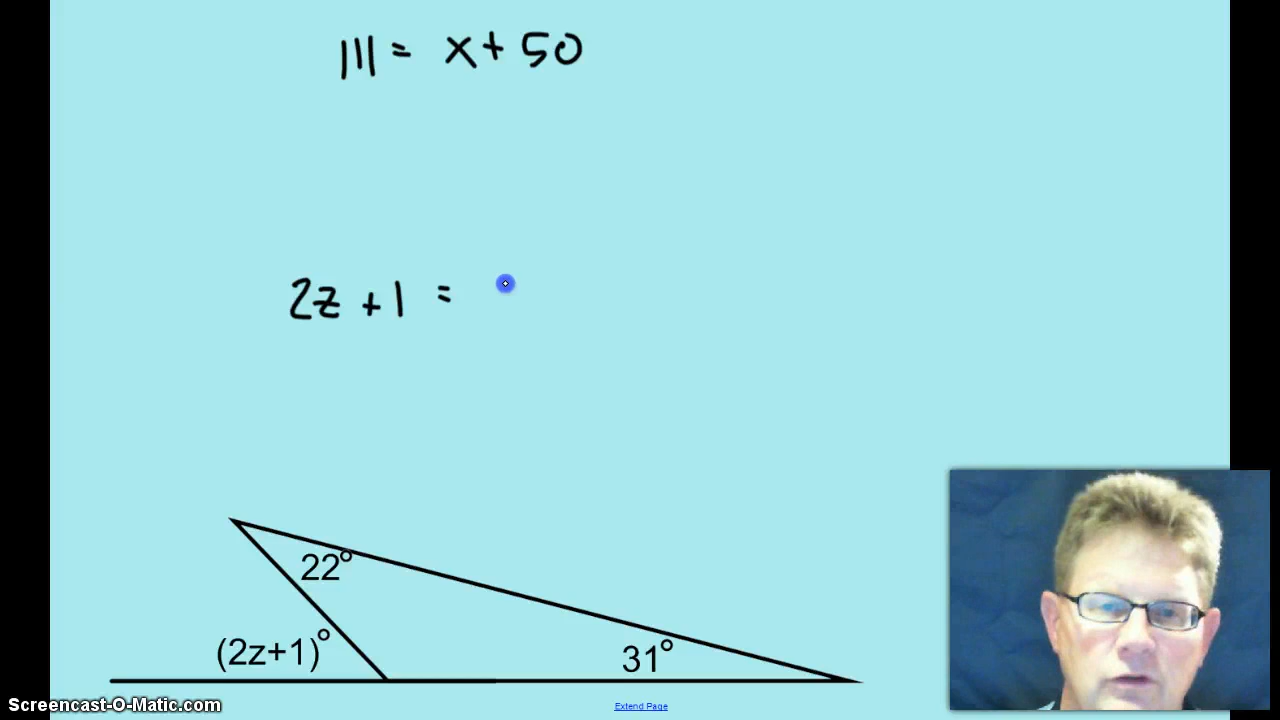 111 = x + 50
2z + 1 =
22°
(2z+1)°
31°
Screencast-O-Matic.com
Extend Page